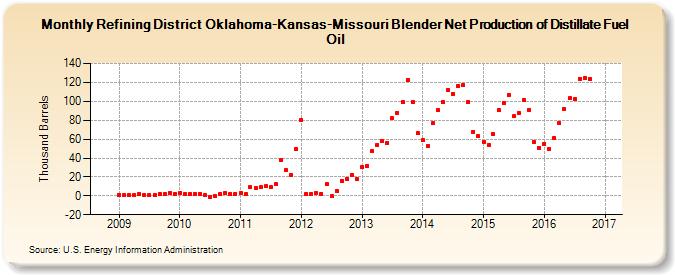 Monthly Refining District Oklahoma-Kansas-Missouri Blender Net Production of Distillate Fuel
Oil
Thousand Barrels
140
120
100
80
60
40
20
0
-20
2009 2010 2011 2012 2013 2014 2015 2016 2017
Source: U.S. Energy Information Administration